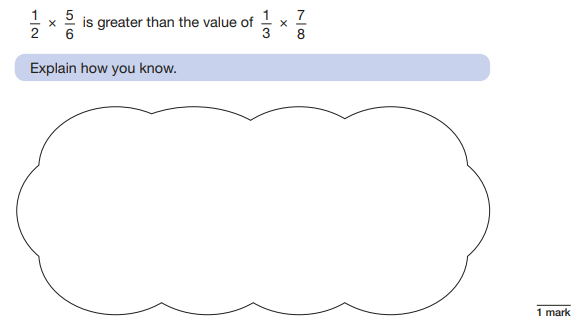 1/2 × 5/6 is greater than the value of 1/3 × 7/8
Explain how you know.
1 mark